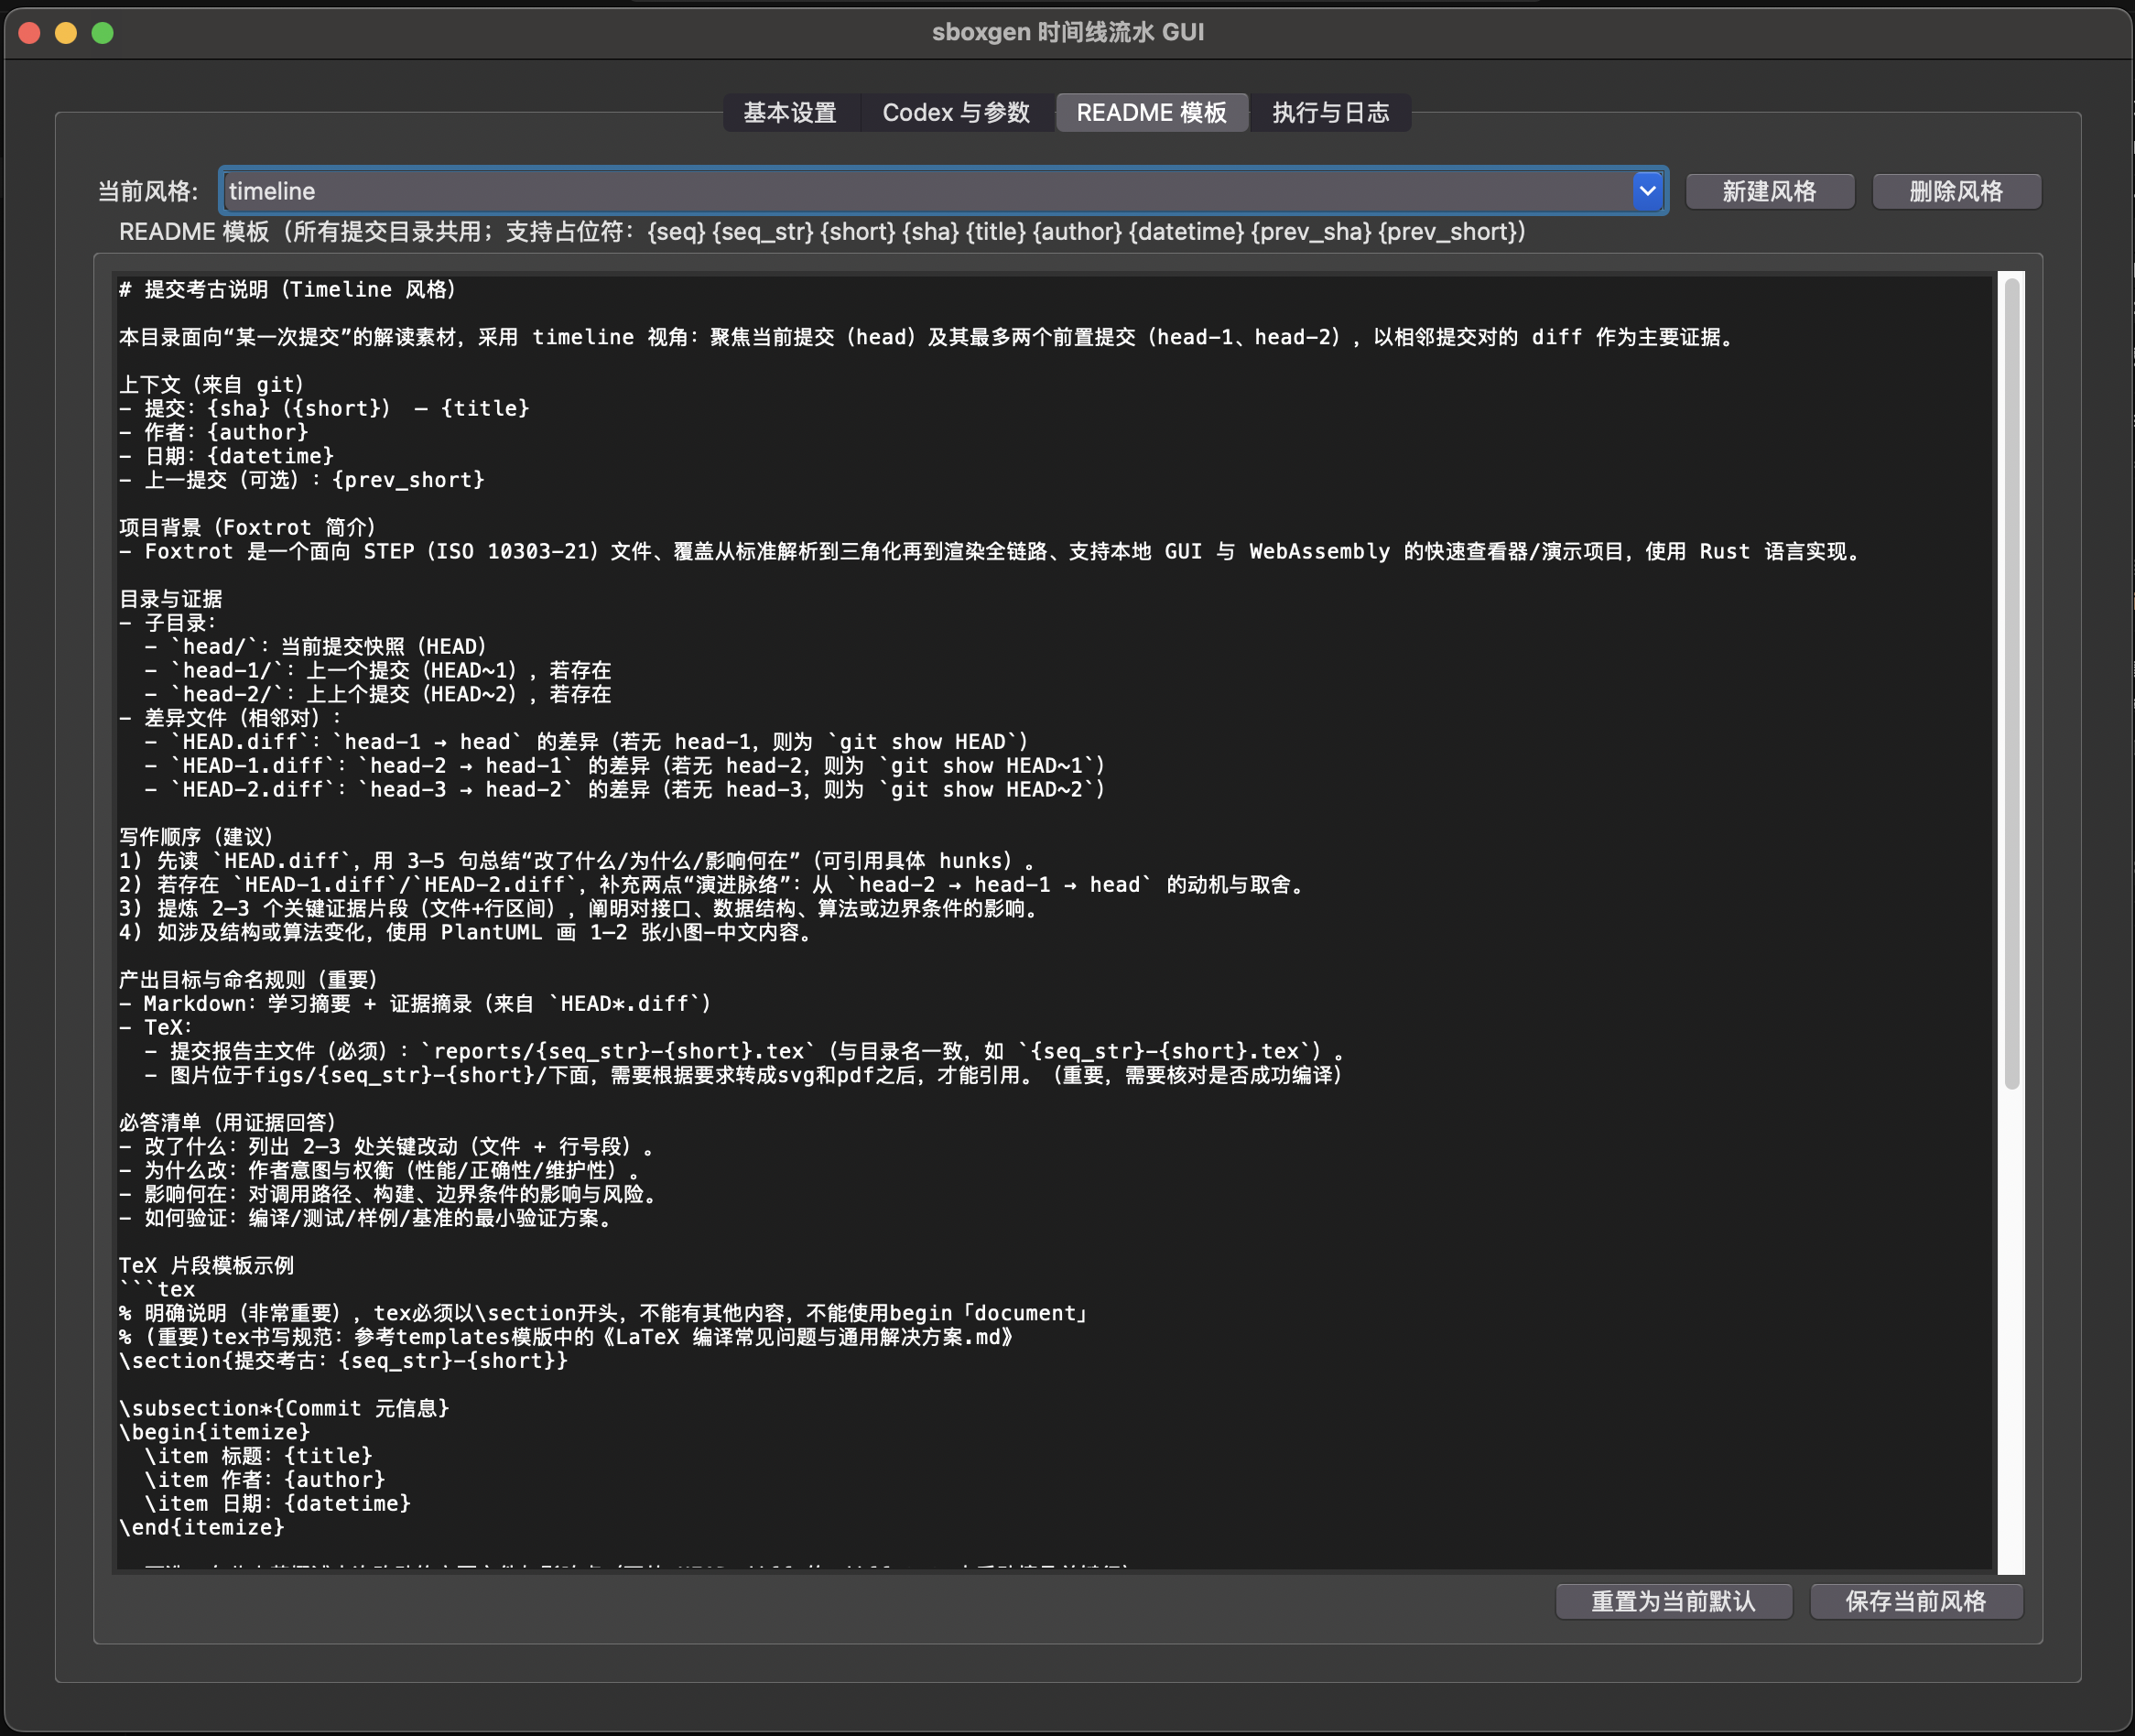 sboxgen 时间线流水 GUI
基本设置 Codex 与参数 README 模板 执行与日志
当前风格: timeline 新建风格 删除风格
README 模板（所有提交目录共用；支持占位符：{seq} {seq_str} {short} {sha} {title} {author} {datetime} {prev_sha} {prev_short}）
# 提交考古说明（Timeline 风格）
本目录面向“某一次提交”的解读素材，采用 timeline 视角：聚焦当前提交（head）及其最多两个前置提交（head-1、head-2），以相邻提交对的 diff 作为主要证据。
上下文（来自 git）
- 提交：{sha}（{short}） — {title}
- 作者：{author}
- 日期：{datetime}
- 上一提交（可选）：{prev_short}
项目背景（Foxtrot 简介）
- Foxtrot 是一个面向 STEP（ISO 10303-21）文件、覆盖从标准解析到三角化再到渲染全链路、支持本地 GUI 与 WebAssembly 的快速查看器/演示项目，使用 Rust 语言实现。
目录与证据
- 子目录：
  - `head/`：当前提交快照（HEAD）
  - `head-1/`：上一个提交（HEAD~1），若存在
  - `head-2/`：上上个提交（HEAD~2），若存在
- 差异文件（相邻对）：
  - `HEAD.diff`：`head-1 → head` 的差异（若无 head-1，则为 `git show HEAD`）
  - `HEAD-1.diff`：`head-2 → head-1` 的差异（若无 head-2，则为 `git show HEAD~1`）
  - `HEAD-2.diff`：`head-3 → head-2` 的差异（若无 head-3，则为 `git show HEAD~2`）
写作顺序（建议）
1) 先读 `HEAD.diff`，用 3–5 句总结“改了什么/为什么/影响何在”（可引用具体 hunks）。
2) 若存在 `HEAD-1.diff`/`HEAD-2.diff`，补充两点“演进脉络”：从 `head-2 → head-1 → head` 的动机与取舍。
3) 提炼 2–3 个关键证据片段（文件+行区间），阐明对接口、数据结构、算法或边界条件的影响。
4) 如涉及结构或算法变化，使用 PlantUML 画 1–2 张小图-中文内容。
产出目标与命名规则（重要）
- Markdown：学习摘要 + 证据摘录（来自 `HEAD*.diff`）
- TeX：
  - 提交报告主文件（必须）：`reports/{seq_str}-{short}.tex`（与目录名一致，如 `{seq_str}-{short}.tex`）。
  - 图片位于figs/{seq_str}-{short}/下面，需要根据要求转成svg和pdf之后，才能引用。（重要，需要核对是否成功编译）
必答清单（用证据回答）
- 改了什么：列出 2–3 处关键改动（文件 + 行号段）。
- 为什么改：作者意图与权衡（性能/正确性/维护性）。
- 影响何在：对调用路径、构建、边界条件的影响与风险。
- 如何验证：编译/测试/样例/基准的最小验证方案。
TeX 片段模板示例
```tex
% 明确说明（非常重要），tex必须以\section开头，不能有其他内容，不能使用begin「document」
% (重要)tex书写规范：参考templates模版中的《LaTeX 编译常见问题与通用解决方案.md》
\section{提交考古：{seq_str}-{short}}
\subsection*{Commit 元信息}
\begin{itemize}
  \item 标题：{title}
  \item 作者：{author}
  \item 日期：{datetime}
\end{itemize}
重置为当前默认 保存当前风格